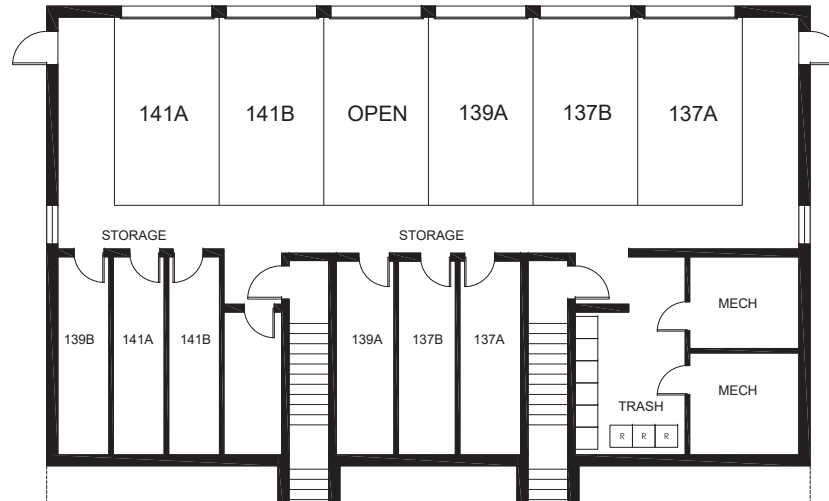 141A
141B
OPEN
139A
137B
137A
STORAGE
STORAGE
139B
141A
141B
139A
137B
137A
MECH
MECH
TRASH
R R R